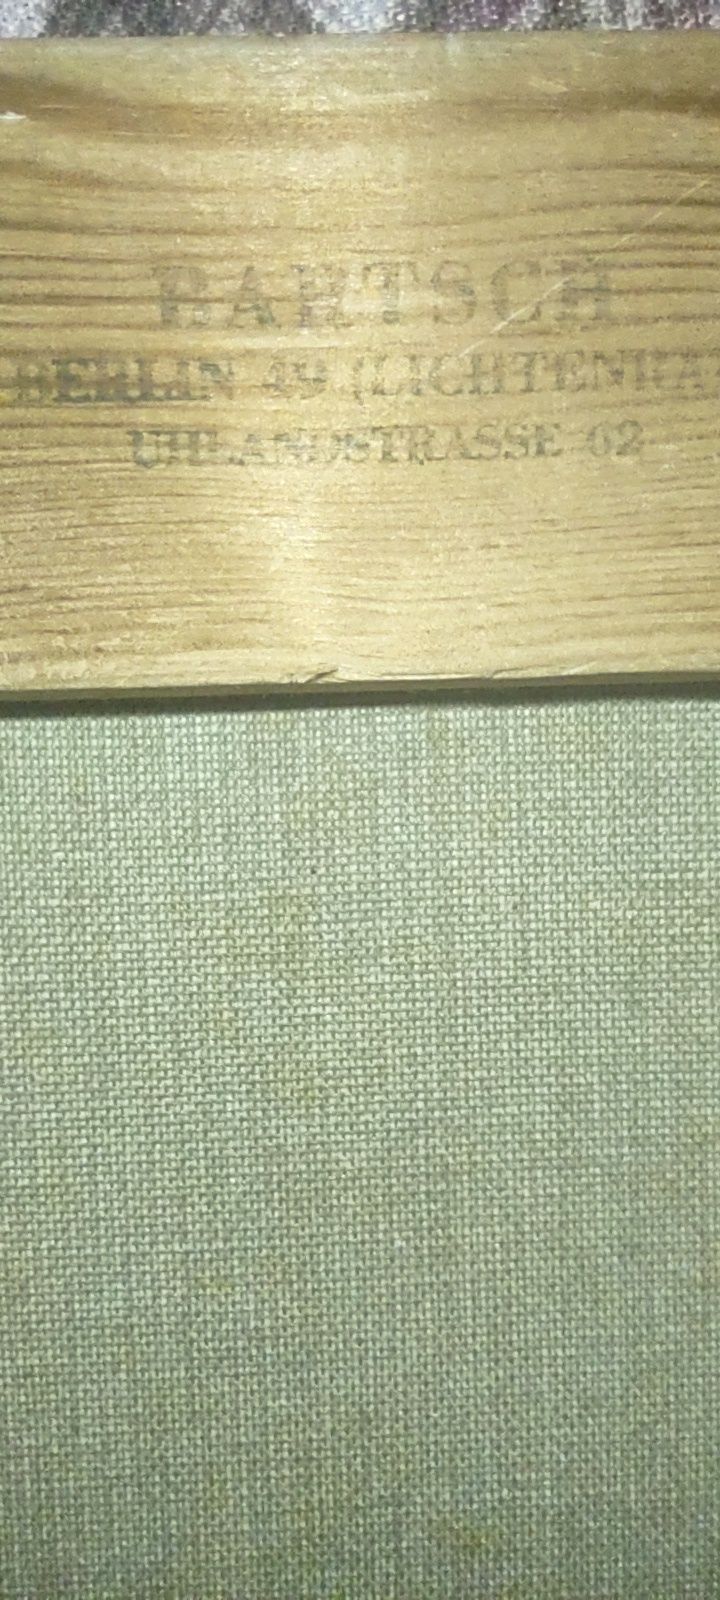 BARTSCH
BERLIN 49 (LICHTENRA
UHLANDSTRASSE 62